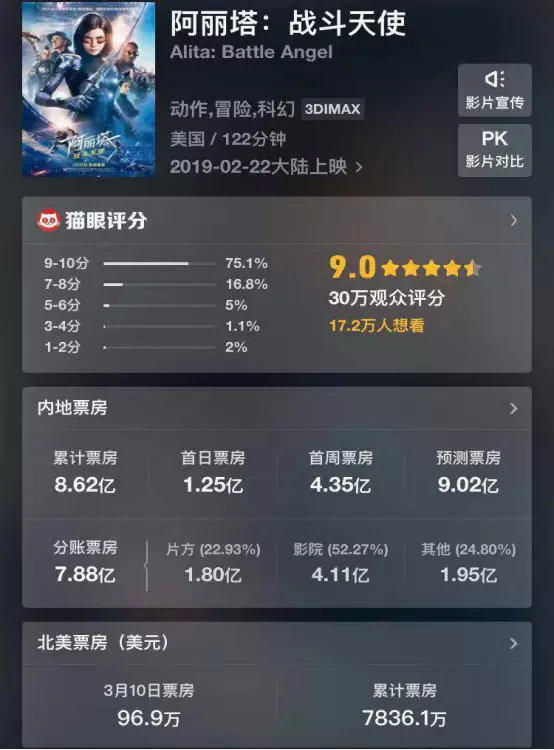 阿丽塔：战斗天使
Alita: Battle Angel
动作,冒险,科幻 3DIMAX
美国 / 122分钟
2019-02-22大陆上映 >
影片宣传
PK
影片对比
阿丽塔
战斗天使
猫眼评分 >
9-10分 75.1%
7-8分 16.8%
5-6分 5%
3-4分 1.1%
1-2分 2%
9.0
30万观众评分
17.2万人想看
内地票房 >
累计票房 首日票房 首周票房 预测票房
8.62亿 1.25亿 4.35亿 9.02亿
分账票房 片方 (22.93%) 影院 (52.27%) 其他 (24.80%)
7.88亿 1.80亿 4.11亿 1.95亿
北美票房（美元） >
3月10日票房 累计票房
96.9万 7836.1万